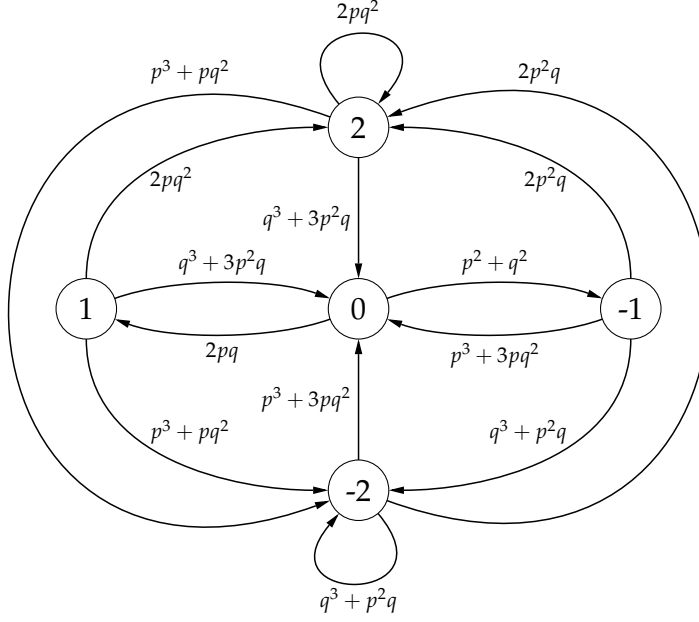 2pq²
p³ + pq²
2p²q
2
2pq²
2p²q
q³ + 3p²q
q³ + 3p²q
p² + q²
1
0
-1
2pq
p³ + 3pq²
p³ + 3pq²
p³ + pq²
q³ + p²q
-2
q³ + p²q